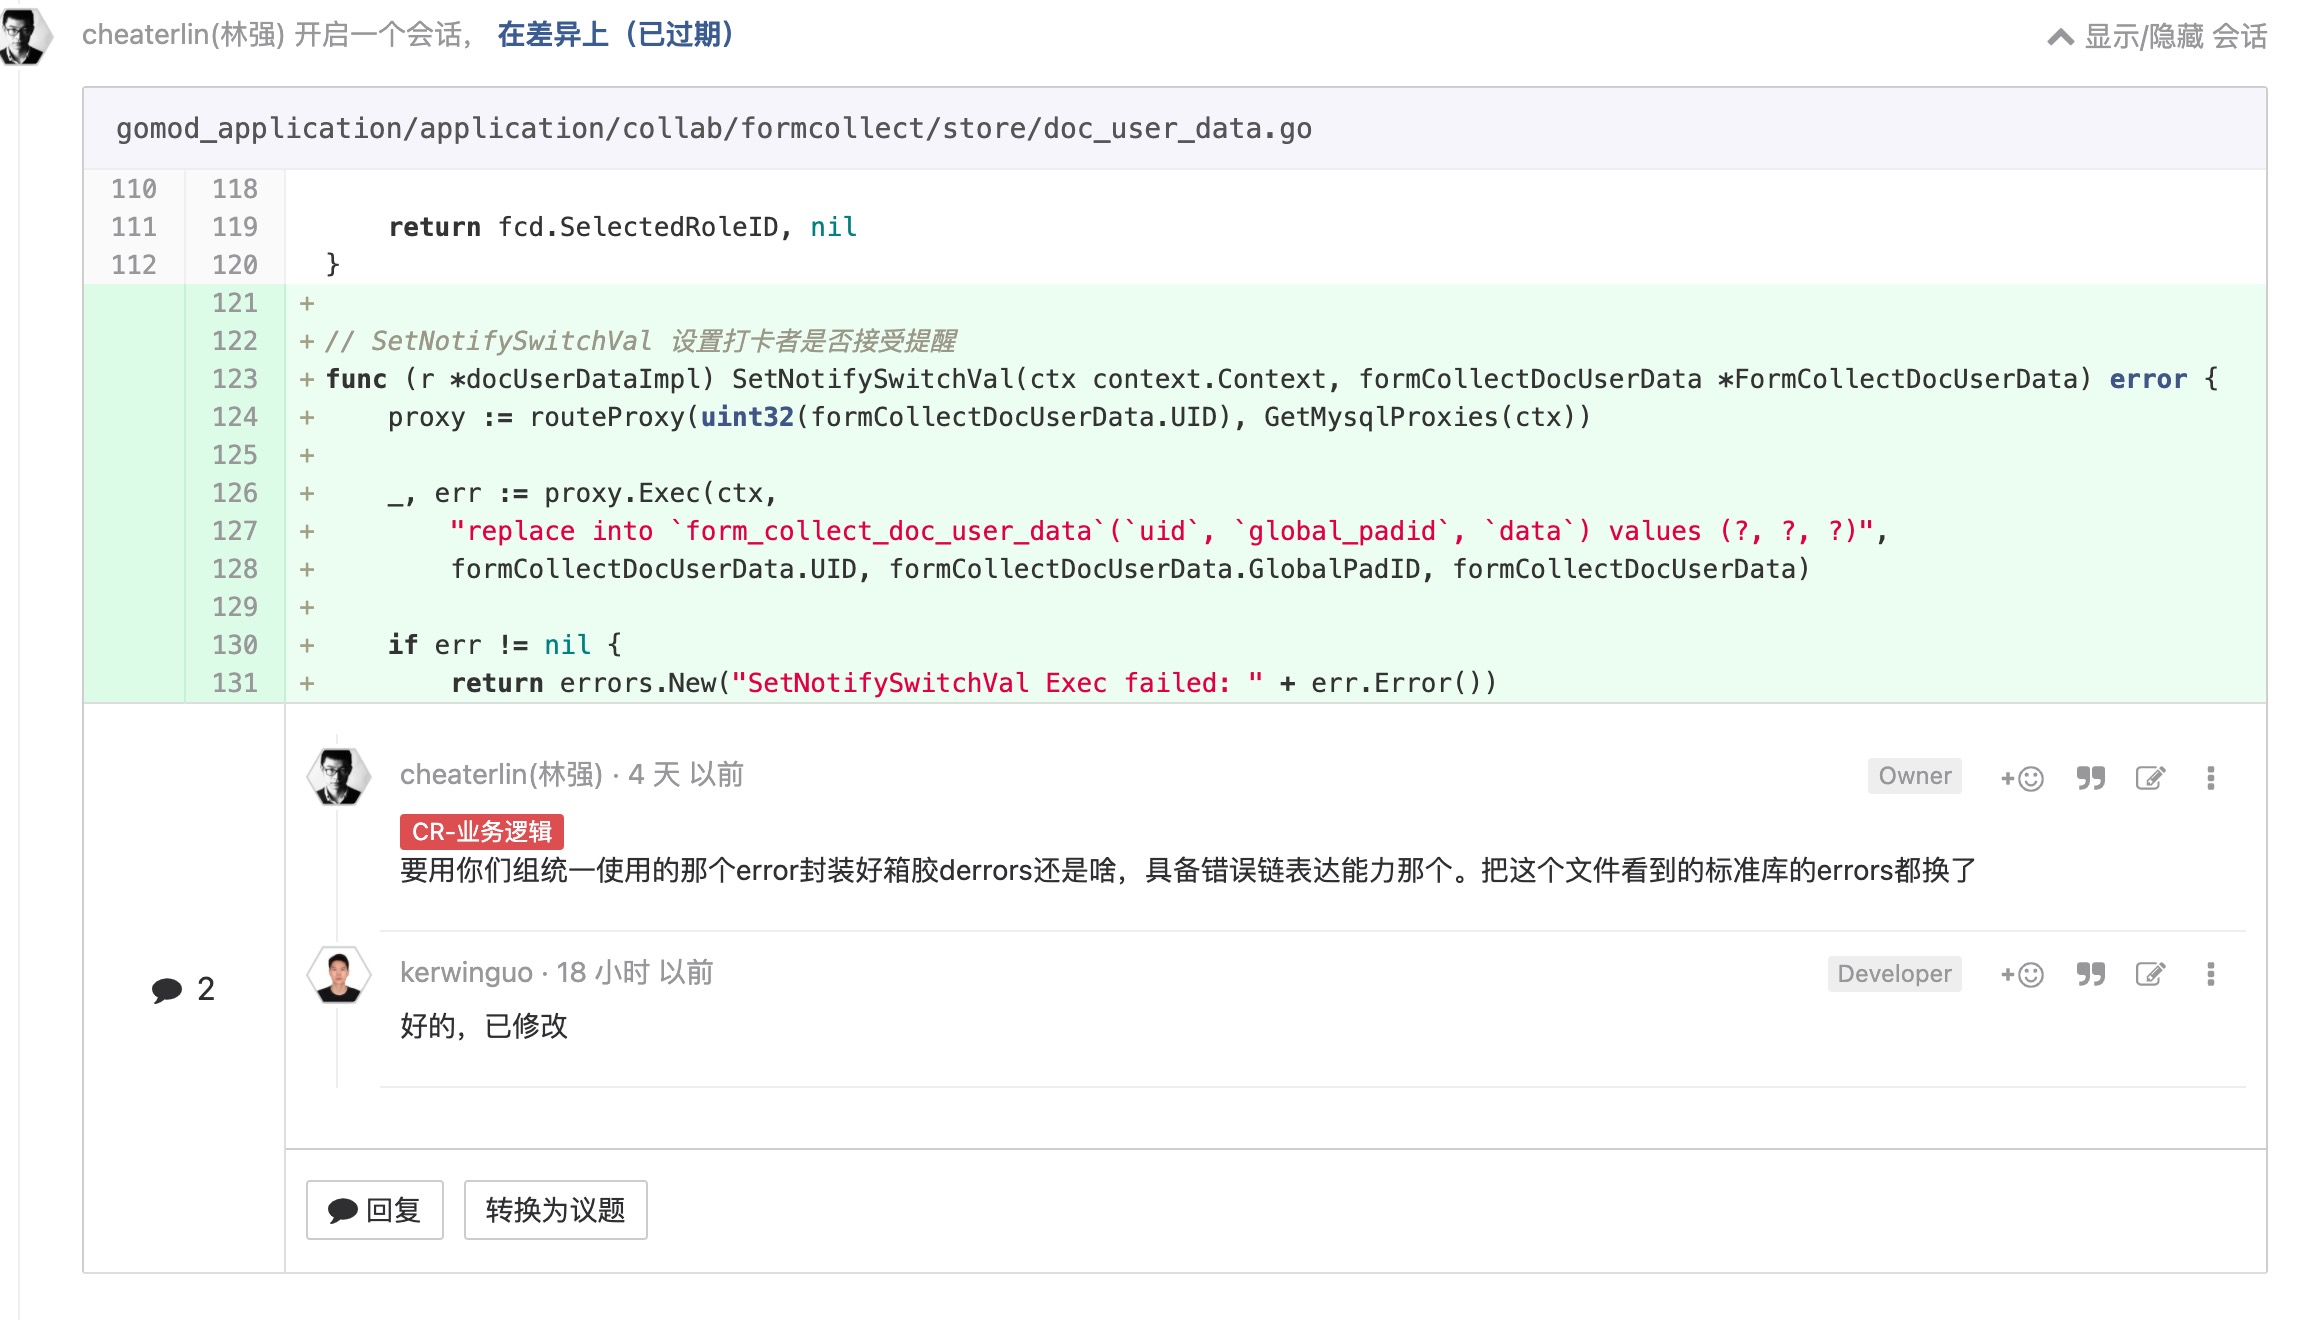 cheaterlin(林强) 开启一个会话， 在差异上（已过期）
显示/隐藏 会话
gomod_application/application/collab/formcollect/store/doc_user_data.go
110 118
111 119 return fcd.SelectedRoleID, nil
112 120 }
121 +
122 + // SetNotifySwitchVal 设置打卡者是否接受提醒
123 + func (r *docUserDataImpl) SetNotifySwitchVal(ctx context.Context, formCollectDocUserData *FormCollectDocUserData) error {
124 + proxy := routeProxy(uint32(formCollectDocUserData.UID), GetMysqlProxies(ctx))
125 +
126 + _, err := proxy.Exec(ctx,
127 + "replace into `form_collect_doc_user_data`(`uid`, `global_padid`, `data`) values (?, ?, ?)",
128 + formCollectDocUserData.UID, formCollectDocUserData.GlobalPadID, formCollectDocUserData)
129 +
130 + if err != nil {
131 + return errors.New("SetNotifySwitchVal Exec failed: " + err.Error())
cheaterlin(林强) · 4 天 以前
Owner
CR-业务逻辑
要用你们组统一使用的那个error封装好箱胶derrors还是啥，具备错误链表达能力那个。把这个文件看到的标准库的errors都换了
2
kerwinguo · 18 小时 以前
Developer
好的，已修改
回复
转换为议题